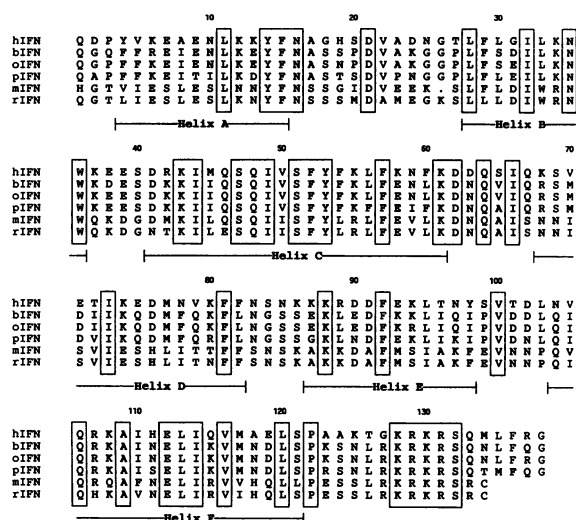 10 20 30
hIFN Q D P Y V K E A E N L K K Y F N A G H S D V A D N G T L F L G I L K N
bIFN Q G Q F F R E I E N L K E Y F N A S S P D V A K G G P L F S E I L K N
oIFN Q G P F F K E I E N L K E Y F N A S N P D V A K G G P L F S E I L K N
pIFN Q A P F F K E I T I L K D Y F N A S T S D V P N G G P L F L E I L K N
mIFN H G T V I E S L E S L N N Y F N S S G I D V E E K . S L F L D I W R N
rIFN Q G T L I E S L E S L K N Y F N S S S M D A M E G K S L L L D I W R N
Helix A Helix B
40 50 60 70
hIFN W K E E S D R K I M Q S Q I V S F Y F K L F K N F K D D Q S I Q K S V
bIFN W K D E S D K K I I Q S Q I V S F Y F K L F E N L K D N Q V I Q R S M
oIFN W K E E S D K K I I Q S Q I V S F Y F K L F E N L K D N Q V I Q R S M
pIFN W K E E S D K K I I Q S Q I V S F Y F K F F E I F K D N Q A I Q R S M
mIFN W Q K D G D M K I L Q S Q I I S F Y L R L F E V L K D N Q A I S N N I
rIFN W Q K D G N T K I L E S Q I I S F Y L R L F E V L K D N Q A I S N N I
Helix C
80 90 100
hIFN E T I K E D M N V K F F N S N K K K R D D F E K L T N Y S V T D L N V
bIFN D I I K Q D M F Q K F L N G S S E K L E D F K K L I Q I P V D D L Q I
oIFN D I I K Q D M F Q K F L N G S S E K L E D F K R L I Q I P V D D L Q I
pIFN D V I K Q D M F Q R F L N G S S G K L N D F E K L I K I P V D N L Q I
mIFN S V I E S H L I T T F F S N S K A K K D A F M S I A K F E V N N P Q V
rIFN S V I E S H L I T N F F S N S K A K K D A F M S I A K F E V N N P Q I
Helix D Helix E
110 120 130
hIFN Q R K A I H E L I Q V M A E L S P A A K T G K R K R S Q M L F R G
bIFN Q R K A I N E L I K V M N D L S P K S N L R K R K R S Q N L F Q G
oIFN Q R K A I N E L I K V M N D L S P K S N L R K R K R S Q N L F R G
pIFN Q R K A I S E L I K V M N D L S P R S N L R K R K R S Q T M F Q G
mIFN Q R Q A F N E L I R V V H Q L L P E S S L R K R K R S R C
rIFN Q H K A V N E L I R V I H Q L S P E S S L R K R K R S R C
Helix F